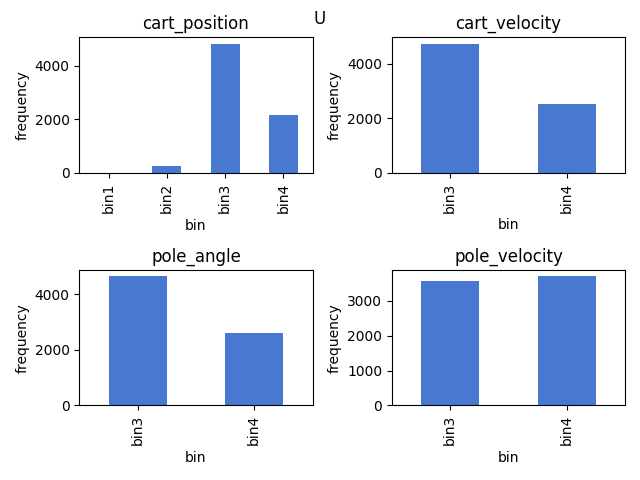 U
cart_position
frequency
4000
2000
0
bin1 bin2 bin3 bin4
bin
cart_velocity
frequency
4000
2000
0
bin3 bin4
bin
pole_angle
frequency
4000
2000
0
bin3 bin4
bin
pole_velocity
frequency
3000
2000
1000
0
bin3 bin4
bin